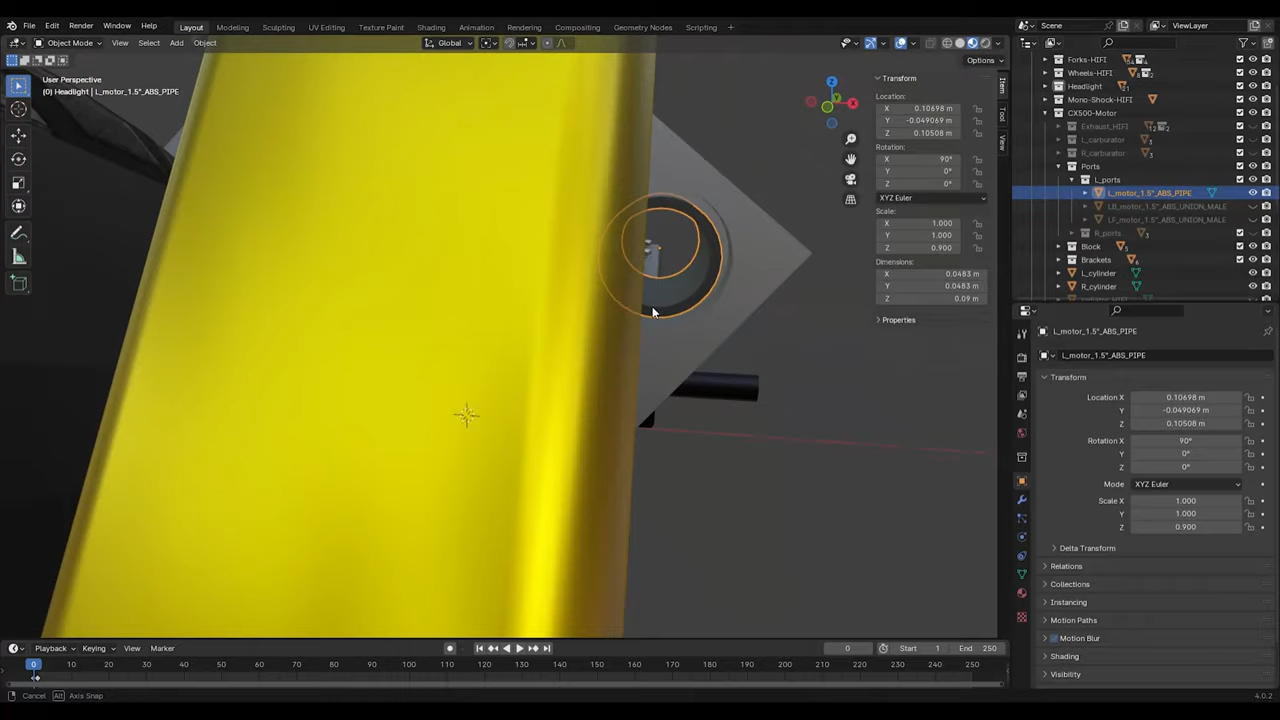 File Edit Render Window Help Layout Modeling Sculpting UV Editing Texture Paint Shading Animation Rendering Compositing Geometry Nodes Scripting + Scene ViewLayer
Object Mode View Select Add Object Global
Options
User Perspective
(0) Headlight | L_motor_1.5"_ABS_PIPE
Z
X
Y
Transform
Location:
X 0.10698 m
Y -0.049069 m
Z 0.10508 m
Rotation:
X 90°
Y 0°
Z 0°
XYZ Euler
Scale:
X 1.000
Y 1.000
Z 0.900
Dimensions:
X 0.0483 m
Y 0.0483 m
Z 0.09 m
Properties
Item
Tool
View
Forks-HIFI
Wheels-HIFI
Headlight
Mono-Shock-HIFI
CX500-Motor
Exhaust_HIFI
L_carburator
R_carburator
Ports
L_ports
L_motor_1.5"_ABS_PIPE
LB_motor_1.5"_ABS_UNION_MALE
LF_motor_1.5"_ABS_UNION_MALE
R_ports
Block
Brackets
L_cylinder
R_cylinder
L_motor_1.5"_ABS_PIPE
L_motor_1.5"_ABS_PIPE
Transform
Location X 0.10698 m
Y -0.049069 m
Z 0.10508 m
Rotation X 90°
Y 0°
Z 0°
Mode XYZ Euler
Scale X 1.000
Y 1.000
Z 0.900
Delta Transform
Relations
Collections
Instancing
Motion Paths
Motion Blur
Shading
Visibility
Playback Keying View Marker 0 Start 1 End 250
0 10 20 30 40 50 60 70 80 90 100 110 120 130 140 150 160 170 180 190 200 210 220 230 240 250
Cancel Alt Axis Snap 4.0.2